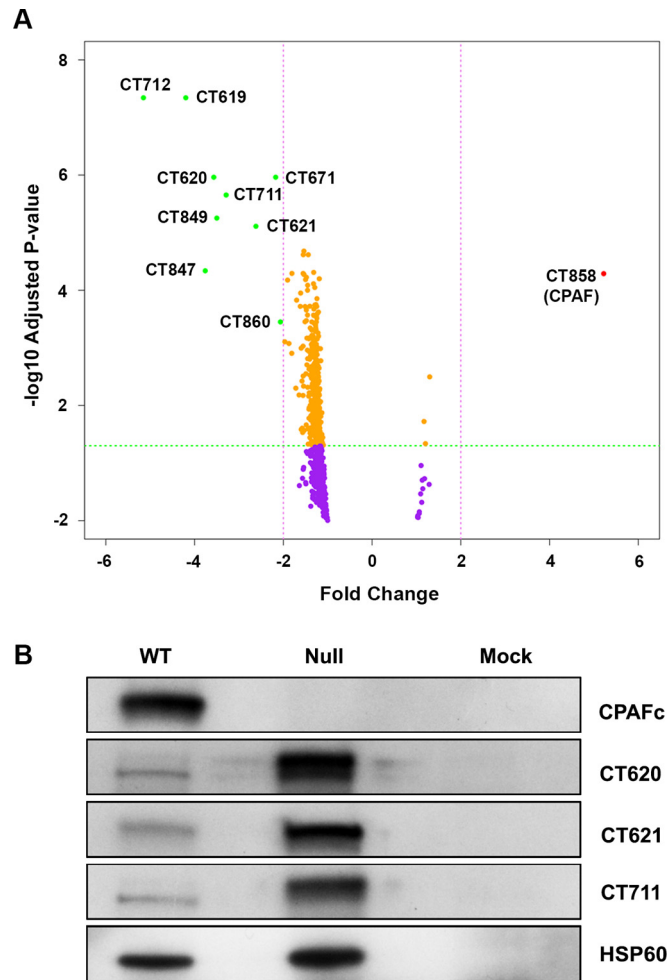 A
-log10 Adjusted P-value
8
6
4
2
-2
CT712
CT619
CT620
CT671
CT711
CT849
CT621
CT847
CT860
CT858
(CPAF)
-6
-4
-2
0
2
4
6
Fold Change
B
WT Null Mock
CPAFc
CT620
CT621
CT711
HSP60